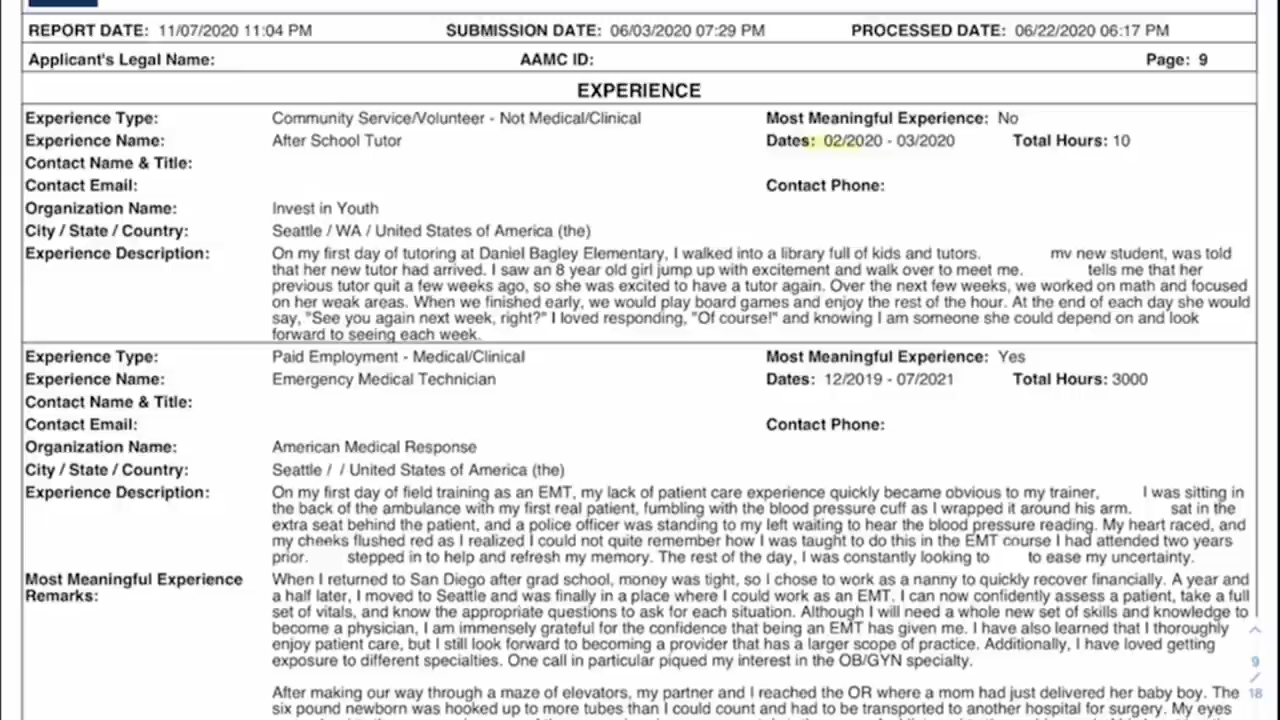 REPORT DATE: 11/07/2020 11:04 PM SUBMISSION DATE: 06/03/2020 07:29 PM PROCESSED DATE: 06/22/2020 06:17 PM
Applicant's Legal Name: AAMC ID: Page: 9
EXPERIENCE
Experience Type: Community Service/Volunteer - Not Medical/Clinical Most Meaningful Experience: No
Experience Name: After School Tutor Dates: 02/2020 - 03/2020 Total Hours: 10
Contact Name & Title:
Contact Email: Contact Phone:
Organization Name: Invest in Youth
City / State / Country: Seattle / WA / United States of America (the)
Experience Description: On my first day of tutoring at Daniel Bagley Elementary, I walked into a library full of kids and tutors. my new student, was told
that her new tutor had arrived. I saw an 8 year old girl jump up with excitement and walk over to meet me. tells me that her
previous tutor quit a few weeks ago, so she was excited to have a tutor again. Over the next few weeks, we worked on math and focused
on her weak areas. When we finished early, we would play board games and enjoy the rest of the hour. At the end of each day she would
say, "See you again next week, right?" I loved responding, "Of course!" and knowing I am someone she could depend on and look
forward to seeing each week.
Experience Type: Paid Employment - Medical/Clinical Most Meaningful Experience: Yes
Experience Name: Emergency Medical Technician Dates: 12/2019 - 07/2021 Total Hours: 3000
Contact Name & Title:
Contact Email: Contact Phone:
Organization Name: American Medical Response
City / State / Country: Seattle / / United States of America (the)
Experience Description: On my first day of field training as an EMT, my lack of patient care experience quickly became obvious to my trainer, I was sitting in
the back of the ambulance with my first real patient, fumbling with the blood pressure cuff as I wrapped it around his arm. sat in the
extra seat behind the patient, and a police officer was standing to my left waiting to hear the blood pressure reading. My heart raced, and
my cheeks flushed red as I realized I could not quite remember how I was taught to do this in the EMT course I had attended two years
prior. stepped in to help and refresh my memory. The rest of the day, I was constantly looking to to ease my uncertainty.
Most Meaningful Experience Remarks: When I returned to San Diego after grad school, money was tight, so I chose to work as a nanny to quickly recover financially. A year and
a half later, I moved to Seattle and was finally in a place where I could work as an EMT. I can now confidently assess a patient, take a full
set of vitals, and know the appropriate questions to ask for each situation. Although I will need a whole new set of skills and knowledge to
become a physician, I am immensely grateful for the confidence that being an EMT has given me. I have also learned that I thoroughly
enjoy patient care, but I still look forward to becoming a provider that has a larger scope of practice. Additionally, I have loved getting
exposure to different specialties. One call in particular piqued my interest in the OB/GYN specialty.
After making our way through a maze of elevators, my partner and I reached the OR where a mom had just delivered her baby boy. The
six pound newborn was hooked up to more tubes than I could count and had to be transported to another hospital for surgery. My eyes
9
/
18